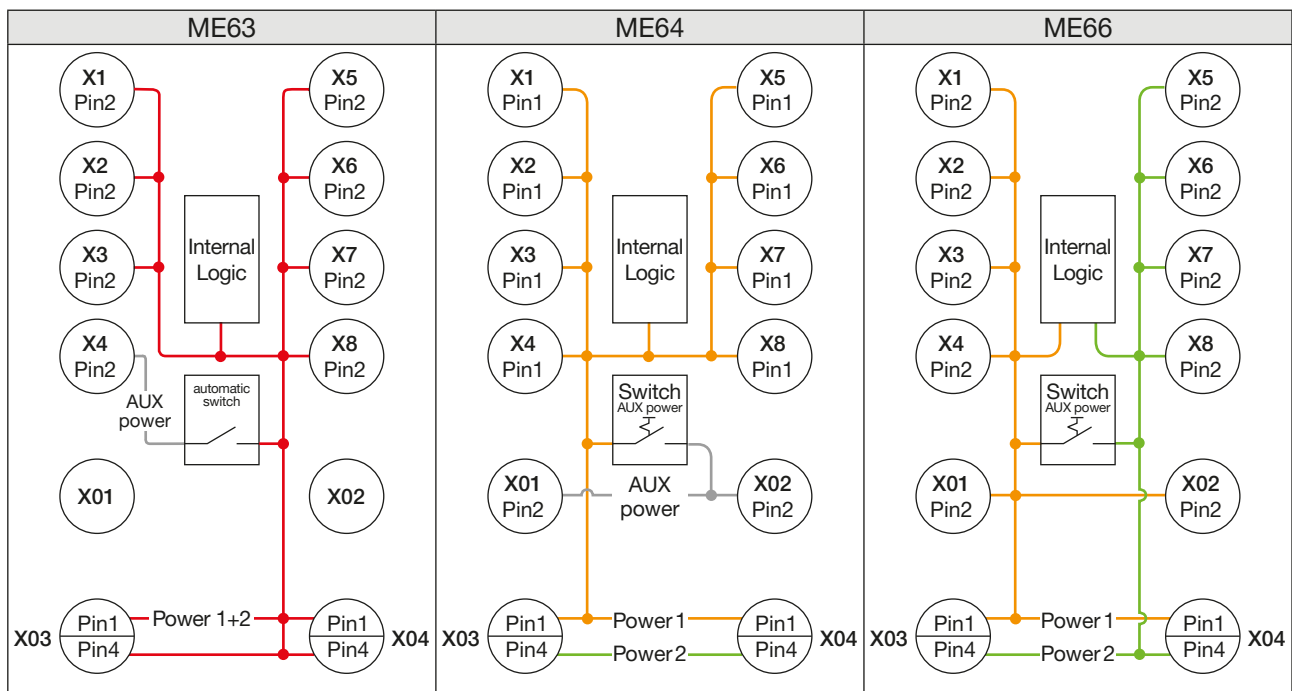 ME63
X1
Pin2
X5
Pin2
X2
Pin2
X6
Pin2
X3
Pin2
Internal
Logic
X7
Pin2
X4
Pin2
X8
Pin2
AUX
power
automatic
switch
X01
X02
X03
Pin1
Pin4
Power 1+2
Pin1
Pin4
X04
ME64
X1
Pin1
X5
Pin1
X2
Pin1
X6
Pin1
X3
Pin1
Internal
Logic
X7
Pin1
X4
Pin1
X8
Pin1
Switch
AUX power
X01
Pin2
AUX
power
X02
Pin2
X03
Pin1
Pin4
Power 1
Power 2
Pin1
Pin4
X04
ME66
X1
Pin2
X5
Pin2
X2
Pin2
X6
Pin2
X3
Pin2
Internal
Logic
X7
Pin2
X4
Pin2
X8
Pin2
Switch
AUX power
X01
Pin2
X02
Pin2
X03
Pin1
Pin4
Power 1
Power 2
Pin1
Pin4
X04